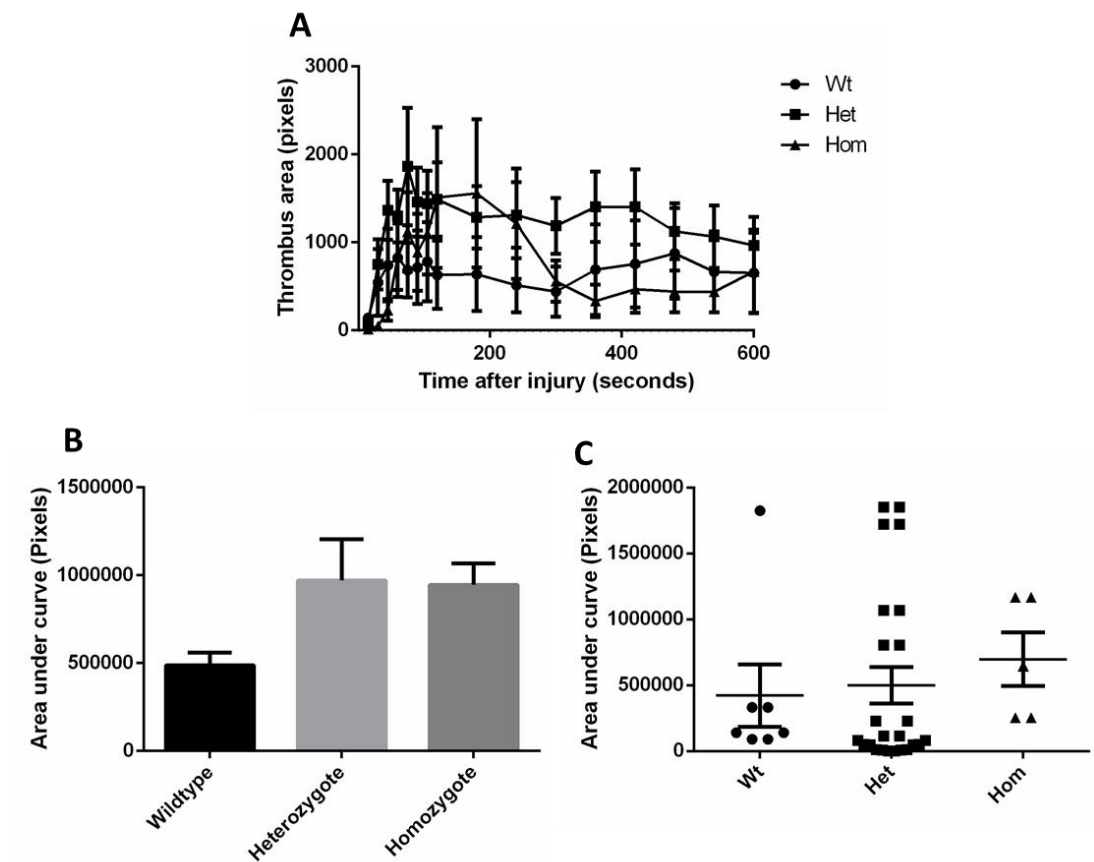 A
Thrombus area (pixels)
3000
2000
1000
0
200
400
600
Time after injury (seconds)
Wt
Het
Hom
B
Area under curve (Pixels)
1500000
1000000
500000
0
Wildtype
Heterozygote
Homozygote
C
Area under curve (Pixels)
2000000
1500000
1000000
500000
0
Wt
Het
Hom